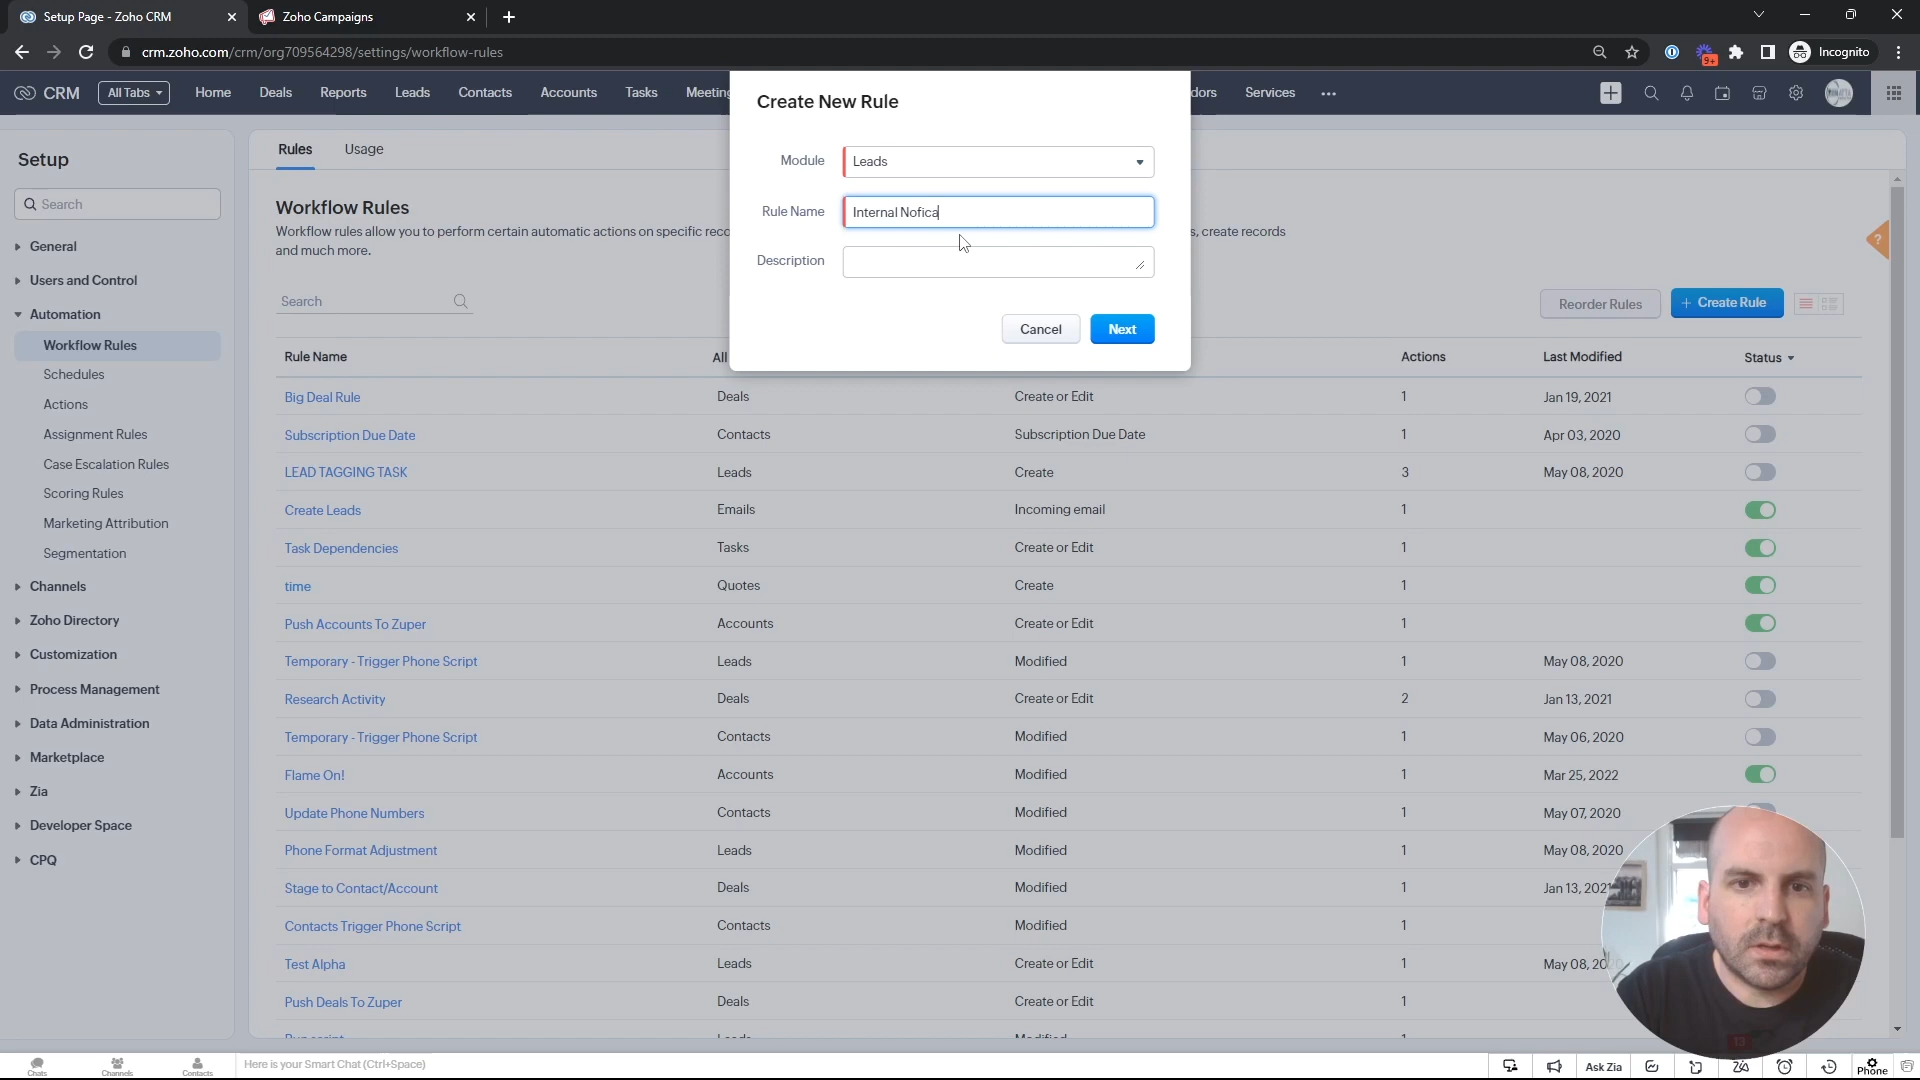 Setup Page - Zoho CRM
Zoho Campaigns
crm.zoho.com/crm/org709564298/settings/workflow-rules
9+
Incognito
CRM
All Tabs
Home
Deals
Reports
Leads
Contacts
Accounts
Tasks
Meeting
dors
Services
Create New Rule
Module
Leads
Rule Name
Internal Nofica
Description
Cancel
Next
Setup
Search
General
Users and Control
Automation
Workflow Rules
Schedules
Actions
Assignment Rules
Case Escalation Rules
Scoring Rules
Marketing Attribution
Segmentation
Channels
Zoho Directory
Customization
Process Management
Data Administration
Marketplace
Zia
Developer Space
CPQ
Rules
Usage
Workflow Rules
Workflow rules allow you to perform certain automatic actions on specific reco s, create records
and much more.
?
Search
Reorder Rules
+ Create Rule
Rule Name All Actions Last Modified Status
Big Deal Rule Deals Create or Edit 1 Jan 19, 2021
Subscription Due Date Contacts Subscription Due Date 1 Apr 03, 2020
LEAD TAGGING TASK Leads Create 3 May 08, 2020
Create Leads Emails Incoming email 1
Task Dependencies Tasks Create or Edit 1
time Quotes Create 1
Push Accounts To Zuper Accounts Create or Edit 1
Temporary - Trigger Phone Script Leads Modified 1 May 08, 2020
Research Activity Deals Create or Edit 2 Jan 13, 2021
Temporary - Trigger Phone Script Contacts Modified 1 May 06, 2020
Flame On! Accounts Modified 1 Mar 25, 2022
Update Phone Numbers Contacts Modified 1 May 07, 2020
Phone Format Adjustment Leads Modified 1 May 08, 2020
Stage to Contact/Account Deals Modified 1 Jan 13, 2021
Contacts Trigger Phone Script Contacts Modified 1
Test Alpha Leads Create or Edit 1 May 08, 20
Push Deals To Zuper Deals Create or Edit 1
13
Chats
Channels
Contacts
Here is your Smart Chat (Ctrl+Space)
Ask Zia
Phone